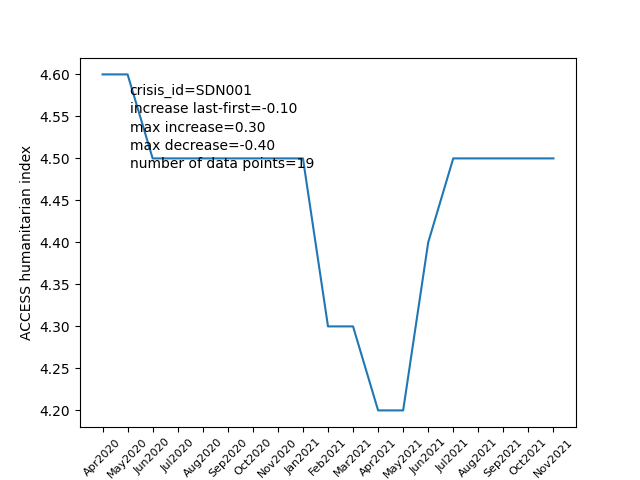 4.60
4.55
4.50
4.45
4.40
4.35
4.30
4.25
4.20
ACCESS humanitarian index
crisis_id=SDN001
increase last-first=-0.10
max increase=0.30
max decrease=-0.40
number of data points=19
Apr2020
May2020
Jun2020
Jul2020
Aug2020
Sep2020
Oct2020
Nov2020
Jan2021
Feb2021
Mar2021
Apr2021
May2021
Jun2021
Jul2021
Aug2021
Sep2021
Oct2021
Nov2021